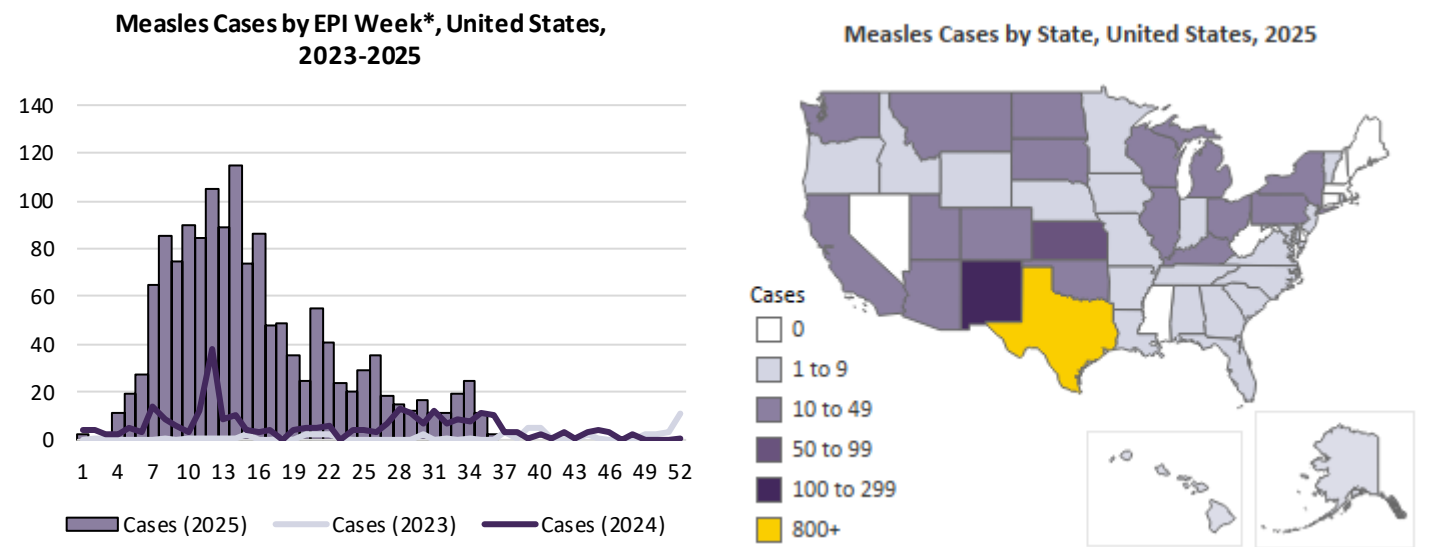 Measles Cases by EPI Week*, United States,
2023-2025
140
120
100
80
60
40
20
0
1 4 7 10 13 16 19 22 25 28 31 34 37 40 43 46 49 52
Cases (2025) Cases (2023) Cases (2024)
Measles Cases by State, United States, 2025
Cases
0
1 to 9
10 to 49
50 to 99
100 to 299
800+